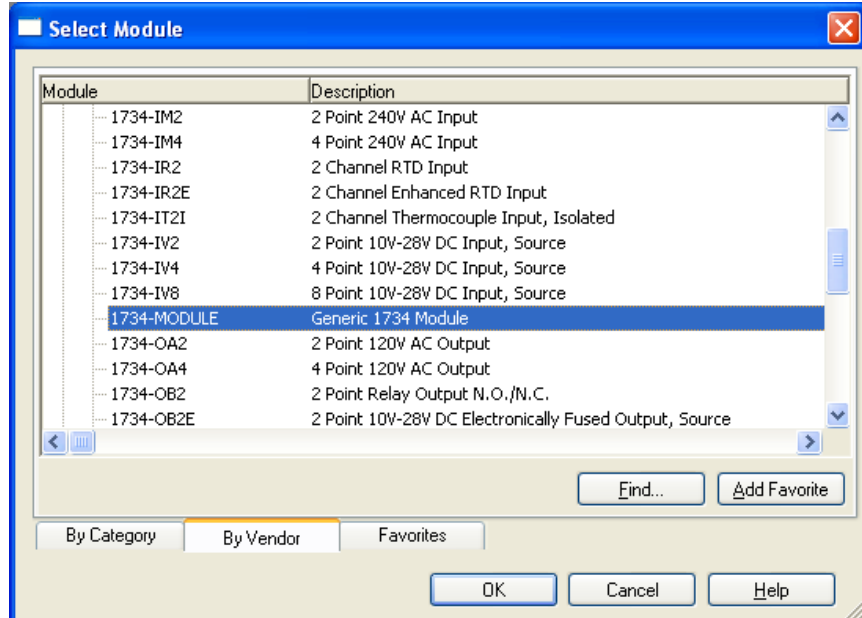 Select Module
Module Description
1734-IM2 2 Point 240V AC Input
1734-IM4 4 Point 240V AC Input
1734-IR2 2 Channel RTD Input
1734-IR2E 2 Channel Enhanced RTD Input
1734-IT2I 2 Channel Thermocouple Input, Isolated
1734-IV2 2 Point 10V-28V DC Input, Source
1734-IV4 4 Point 10V-28V DC Input, Source
1734-IV8 8 Point 10V-28V DC Input, Source
1734-MODULE Generic 1734 Module
1734-OA2 2 Point 120V AC Output
1734-OA4 4 Point 120V AC Output
1734-OB2 2 Point Relay Output N.O./N.C.
1734-OB2E 2 Point 10V-28V DC Electronically Fused Output, Source
Find... Add Favorite
By Category By Vendor Favorites
OK Cancel Help